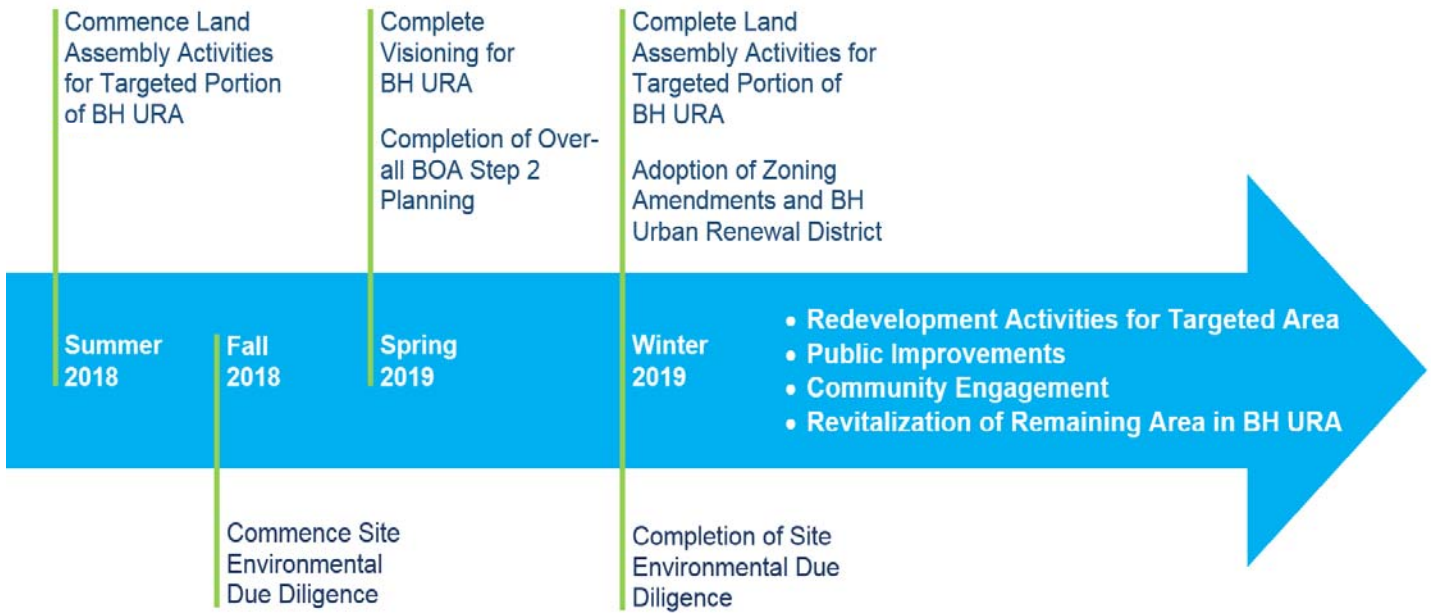 Commence Land
Assembly Activities
for Targeted Portion
of BH URA
Complete
Visioning for
BH URA
Completion of Over-
all BOA Step 2
Planning
Complete Land
Assembly Activities for
Targeted Portion of
BH URA
Adoption of Zoning
Amendments and BH
Urban Renewal District
Summer
2018
Fall
2018
Spring
2019
Winter
2019
• Redevelopment Activities for Targeted Area
• Public Improvements
• Community Engagement
• Revitalization of Remaining Area in BH URA
Commence Site
Environmental
Due Diligence
Completion of Site
Environmental Due
Diligence